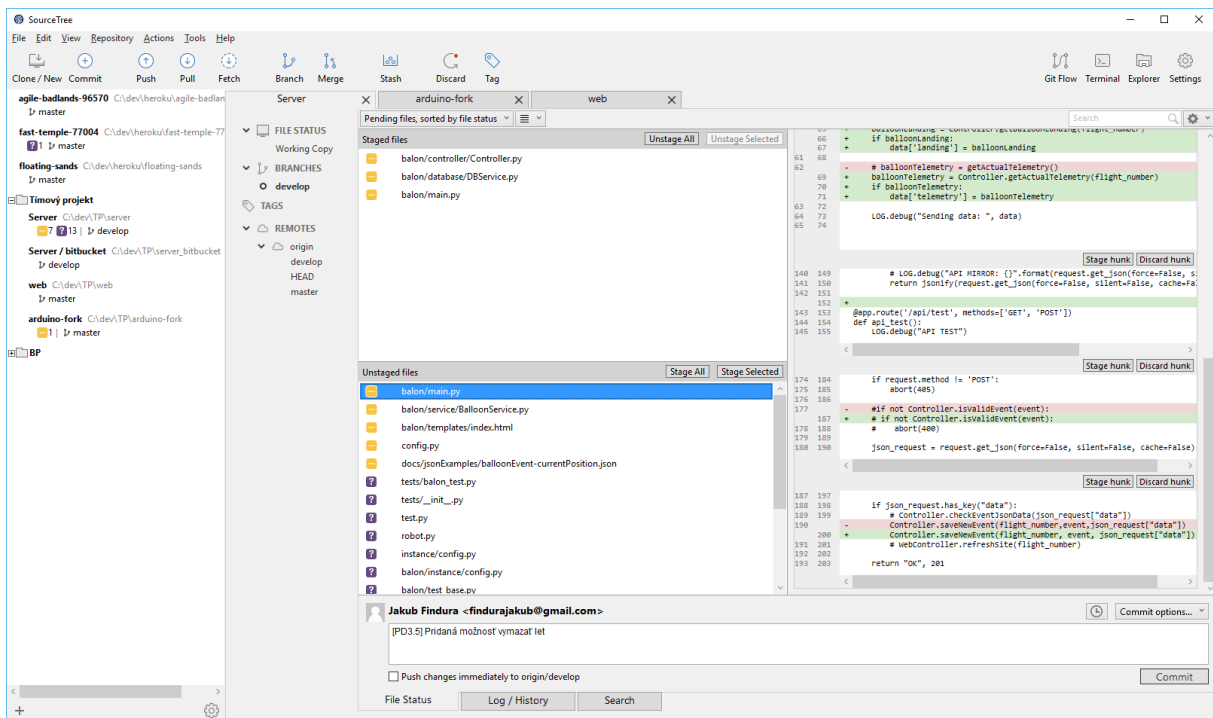 SourceTree
File Edit View Repository Actions Tools Help
Clone / New Commit Push Pull Fetch Branch Merge Stash Discard Tag Git Flow Terminal Explorer Settings
agile-badlands-96570 C:\dev\heroku\agile-badlan
master
fast-temple-77004 C:\dev\heroku\fast-temple-77
1 master
floating-sands C:\dev\heroku\floating-sands
master
Tímový projekt
Server C:\dev\TP\server
7 13 | develop
Server / bitbucket C:\dev\TP\server_bitbucket
develop
web C:\dev\TP\web
master
arduino-fork C:\dev\TP\arduino-fork
1 | master
BP
Server arduino-fork web
FILE STATUS
Working Copy
BRANCHES
develop
TAGS
REMOTES
origin
develop
HEAD
master
Pending files, sorted by file status
Search
Staged files Unstage All Unstage Selected
balon/controller/Controller.py
balon/database/DBService.py
balon/main.py
Unstaged files Stage All Stage Selected
balon/main.py
balon/service/BalloonService.py
balon/templates/index.html
config.py
docs/jsonExamples/balloonEvent-currentPosition.json
tests/balon_test.py
tests/__init__.py
test.py
robot.py
instance/config.py
balon/instance/config.py
balon/test_base.py
65 + balloonLanding = Controller.getBalloonLanding(flight_number)
66 + if balloonLanding:
67 + data['landing'] = balloonLanding
61 68
62 - # balloonTelemetry = getActualTelemetry()
69 + balloonTelemetry = Controller.getActualTelemetry(flight_number)
70 + if balloonTelemetry:
71 + data['telemetry'] = balloonTelemetry
63 72
64 73 LOG.debug("Sending data: ", data)
65 74
Stage hunk Discard hunk
140 149 # LOG.debug("API MIRROR: {}".format(request.get_json(force=False, si
141 150 return jsonify(request.get_json(force=False, silent=False, cache=Fal
142 151
152 +
143 153 @app.route('/api/test', methods=['GET', 'POST'])
144 154 def api_test():
145 155 LOG.debug("API TEST")
Stage hunk Discard hunk
174 184 if request.method != 'POST':
175 185 abort(405)
176 186
177 - #if not Controller.isValidEvent(event):
187 + # if not Controller.isValidEvent(event):
178 188 # abort(400)
179 189
180 190 json_request = request.get_json(force=False, silent=False, cache=False)
Stage hunk Discard hunk
187 197
188 198 if json_request.has_key("data"):
189 199 # Controller.checkEventJsonData(json_request["data"])
190 - Controller.saveNewEvent(flight_number,event,json_request["data"])
200 + Controller.saveNewEvent(flight_number, event, json_request["data"])
191 201 # WebController.refreshSite(flight_number)
192 202
193 203 return "OK", 201
Jakub Findura <findurajakub@gmail.com>
Commit options...
[PD3.5] Pridaná možnosť vymazať let
Push changes immediately to origin/develop
Commit
File Status Log / History Search